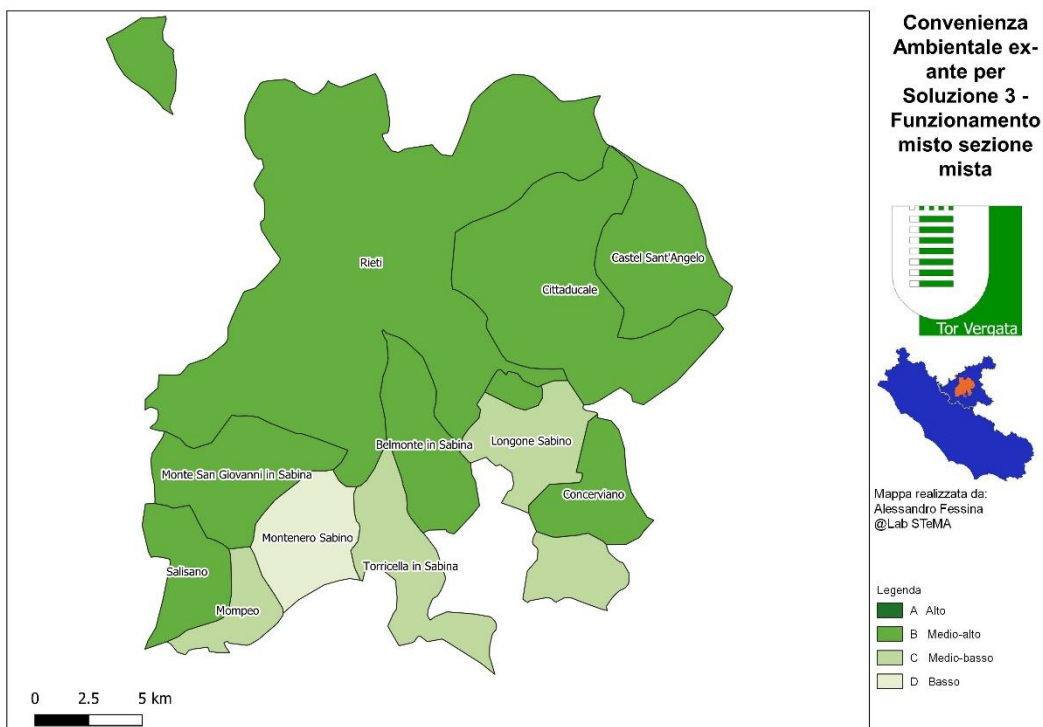 Convenienza
Ambientale ex-
ante per
Soluzione 3 -
Funzionamento
misto sezione
mista
Tor Vergata
Mappa realizzata da:
Alessandro Fessina
@Lab STeMA
Legenda
A Alto
B Medio-alto
C Medio-basso
D Basso
Rieti
Castel Sant'Angelo
Cittaducale
Belmonte in Sabina
Longone Sabino
Monte San Giovanni in Sabina
Concerviano
Montenero Sabino
Torricella in Sabina
Salisano
Mompeo
0 2.5 5 km